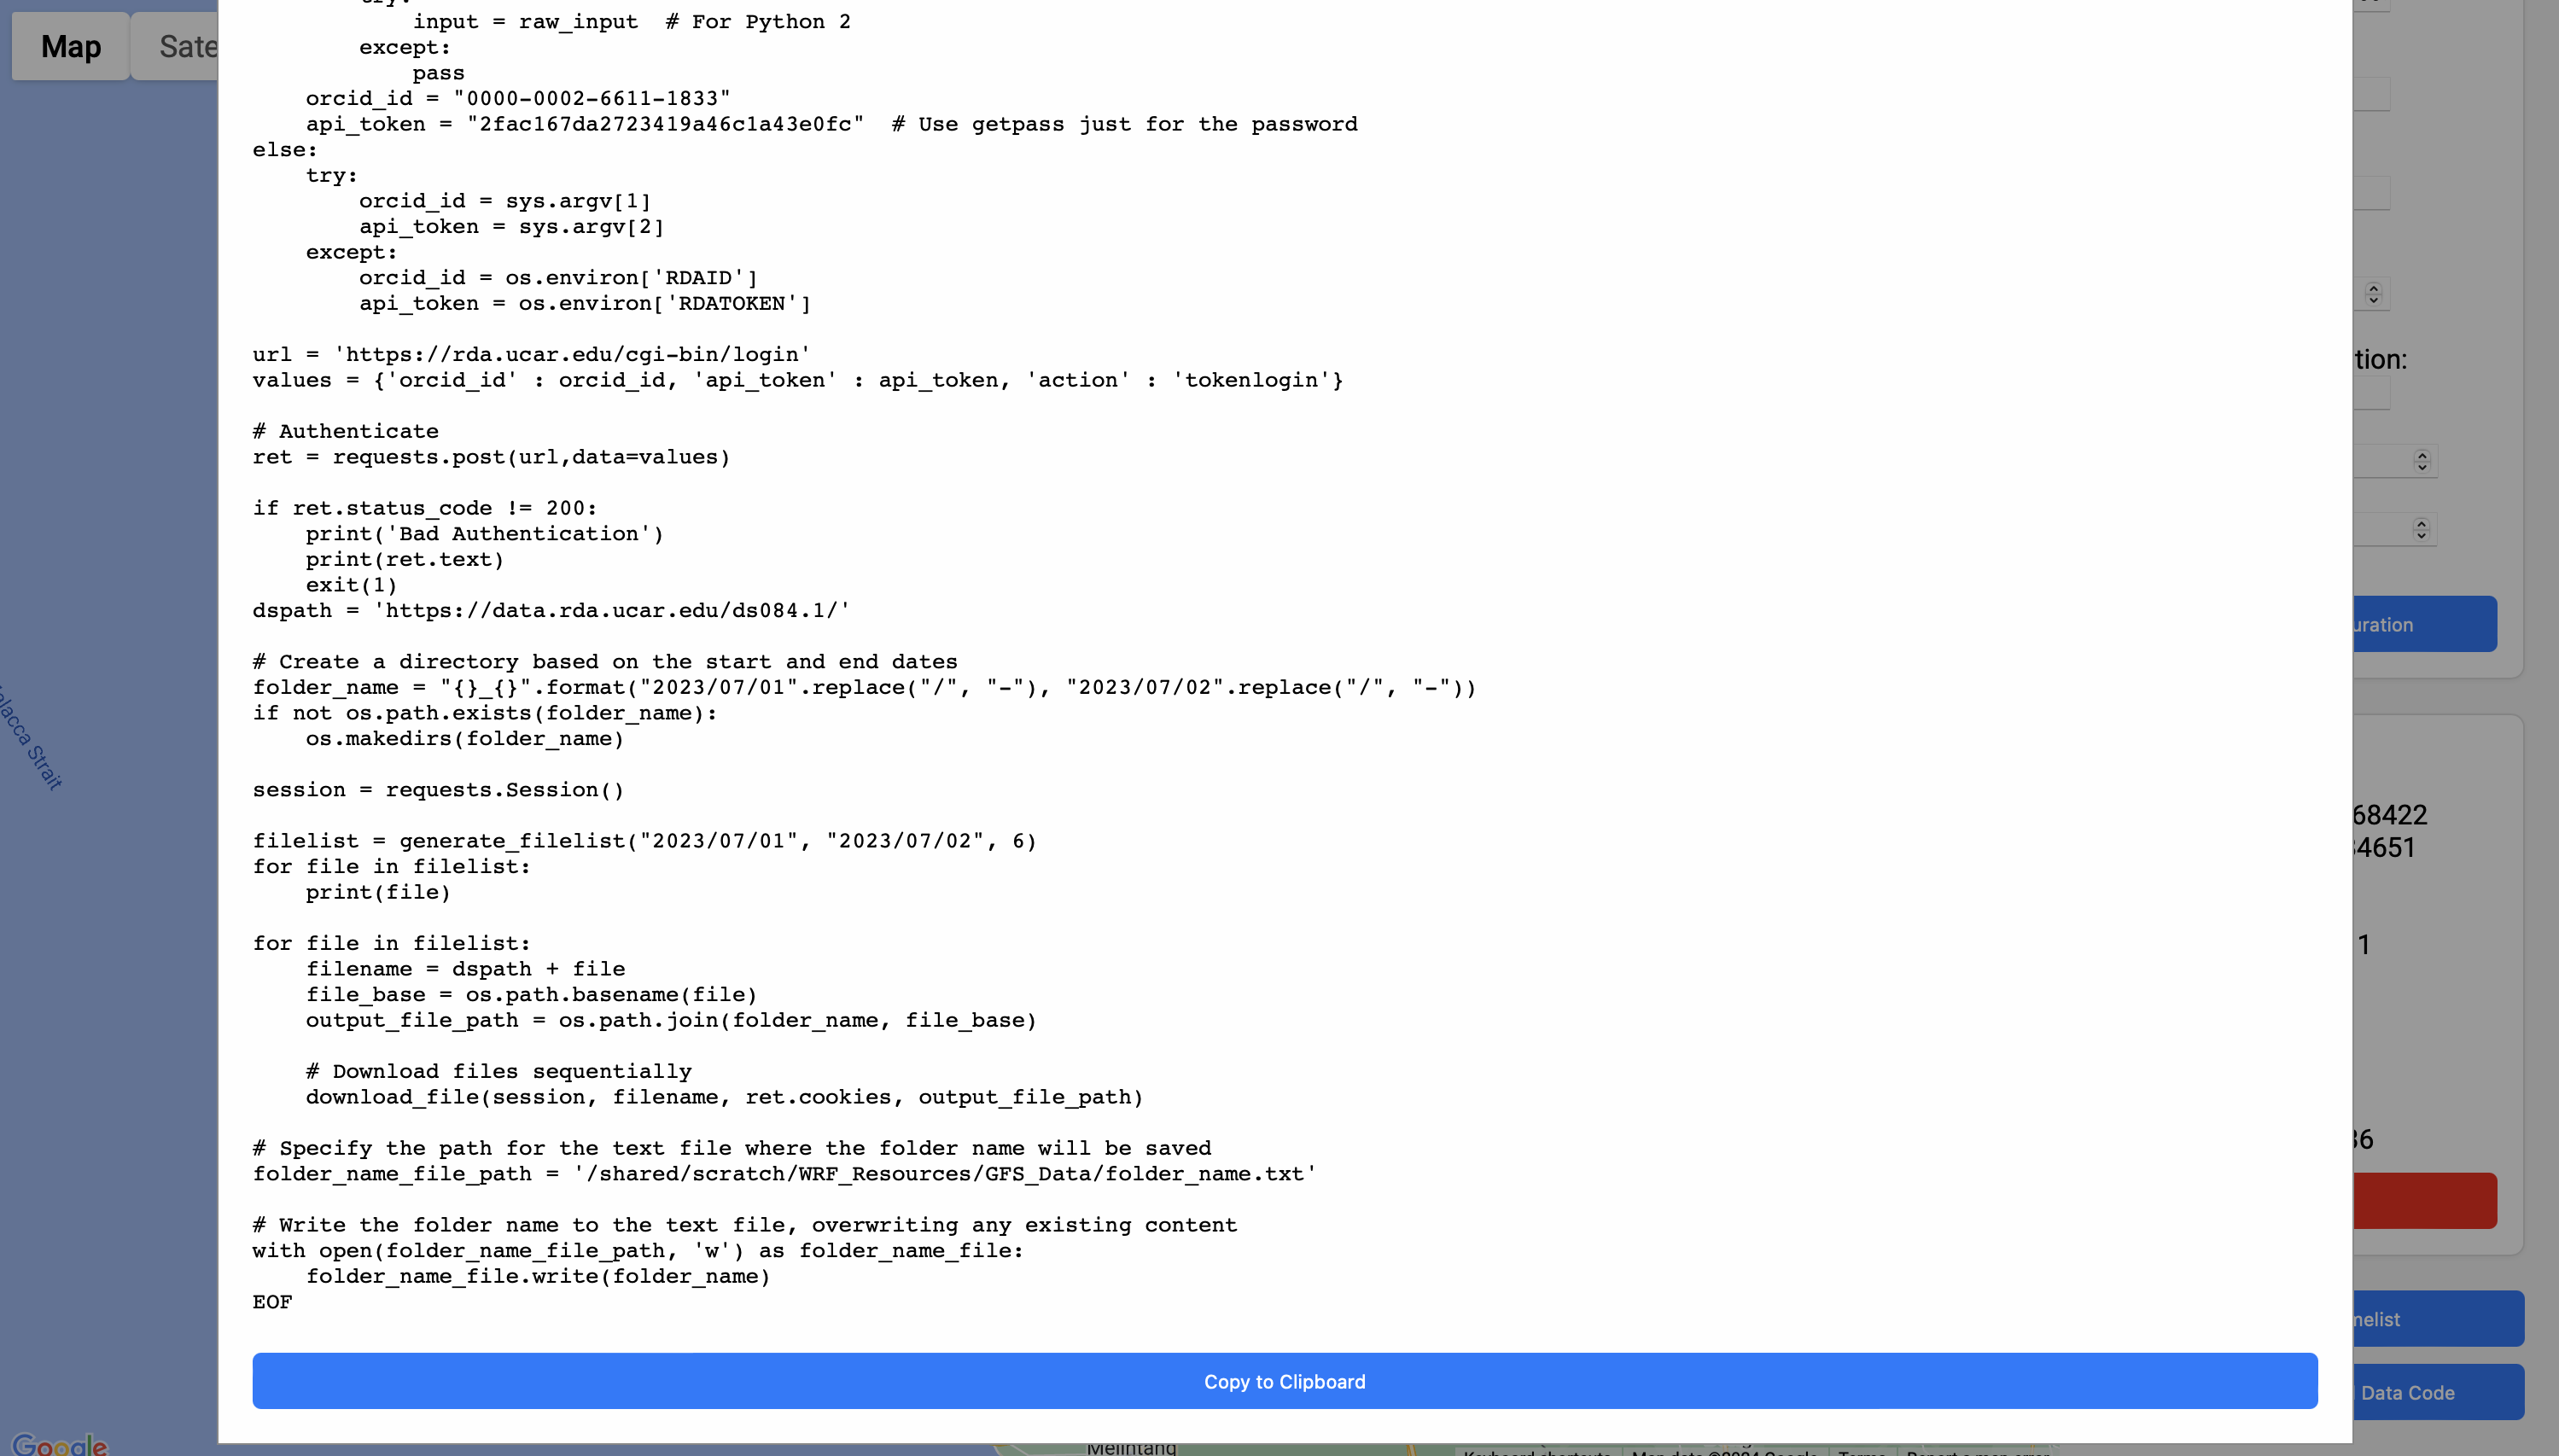 Map
Sate
try:
input = raw_input  # For Python 2
except:
pass
orcid_id = "0000-0002-6611-1833"
api_token = "2fac167da2723419a46c1a43e0fc"  # Use getpass just for the password
else:
try:
orcid_id = sys.argv[1]
api_token = sys.argv[2]
except:
orcid_id = os.environ['RDAID']
api_token = os.environ['RDATOKEN']
url = 'https://rda.ucar.edu/cgi-bin/login'
values = {'orcid_id' : orcid_id, 'api_token' : api_token, 'action' : 'tokenlogin'}
# Authenticate
ret = requests.post(url,data=values)
if ret.status_code != 200:
print('Bad Authentication')
print(ret.text)
exit(1)
dspath = 'https://data.rda.ucar.edu/ds084.1/'
# Create a directory based on the start and end dates
folder_name = "{}_{}".format("2023/07/01".replace("/", "-"), "2023/07/02".replace("/", "-"))
if not os.path.exists(folder_name):
os.makedirs(folder_name)
session = requests.Session()
filelist = generate_filelist("2023/07/01", "2023/07/02", 6)
for file in filelist:
print(file)
for file in filelist:
filename = dspath + file
file_base = os.path.basename(file)
output_file_path = os.path.join(folder_name, file_base)
# Download files sequentially
download_file(session, filename, ret.cookies, output_file_path)
# Specify the path for the text file where the folder name will be saved
folder_name_file_path = '/shared/scratch/WRF_Resources/GFS_Data/folder_name.txt'
# Write the folder name to the text file, overwriting any existing content
with open(folder_name_file_path, 'w') as folder_name_file:
folder_name_file.write(folder_name)
EOF
Copy to Clipboard
alacca Strait
Google
Melintang
tion:
uration
68422
4651
1
36
nelist
Data Code